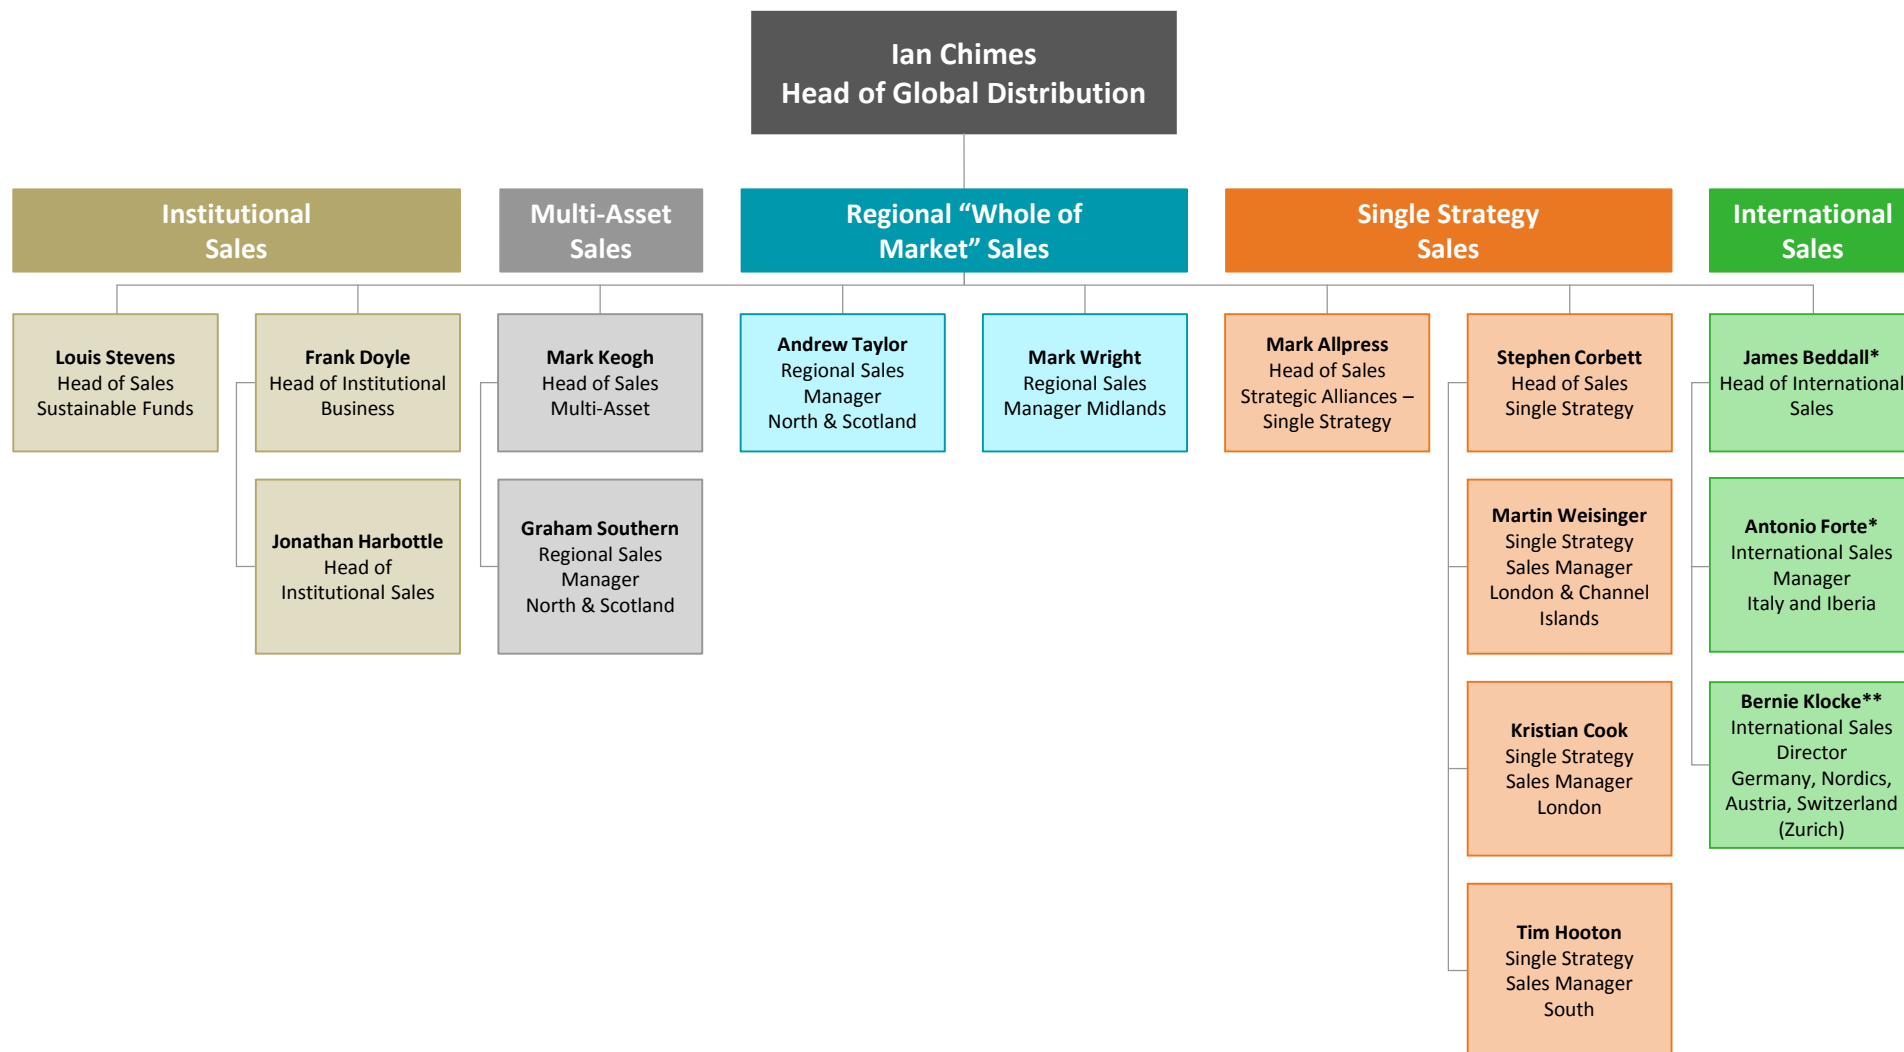 Ian Chimes
Head of Global Distribution
Institutional
Sales
Multi-Asset
Sales
Regional “Whole of
Market” Sales
Single Strategy
Sales
International
Sales
Louis Stevens
Head of Sales
Sustainable Funds
Frank Doyle
Head of Institutional
Business
Mark Keogh
Head of Sales
Multi-Asset
Andrew Taylor
Regional Sales
Manager
North & Scotland
Mark Wright
Regional Sales
Manager Midlands
Mark Allpress
Head of Sales
Strategic Alliances –
Single Strategy
Stephen Corbett
Head of Sales
Single Strategy
James Beddall*
Head of International
Sales
Jonathan Harbottle
Head of
Institutional Sales
Graham Southern
Regional Sales
Manager
North & Scotland
Martin Weisinger
Single Strategy
Sales Manager
London & Channel
Islands
Antonio Forte*
International Sales
Manager
Italy and Iberia
Kristian Cook
Single Strategy
Sales Manager
London
Bernie Klocke**
International Sales
Director
Germany, Nordics,
Austria, Switzerland
(Zurich)
Tim Hooton
Single Strategy
Sales Manager
South